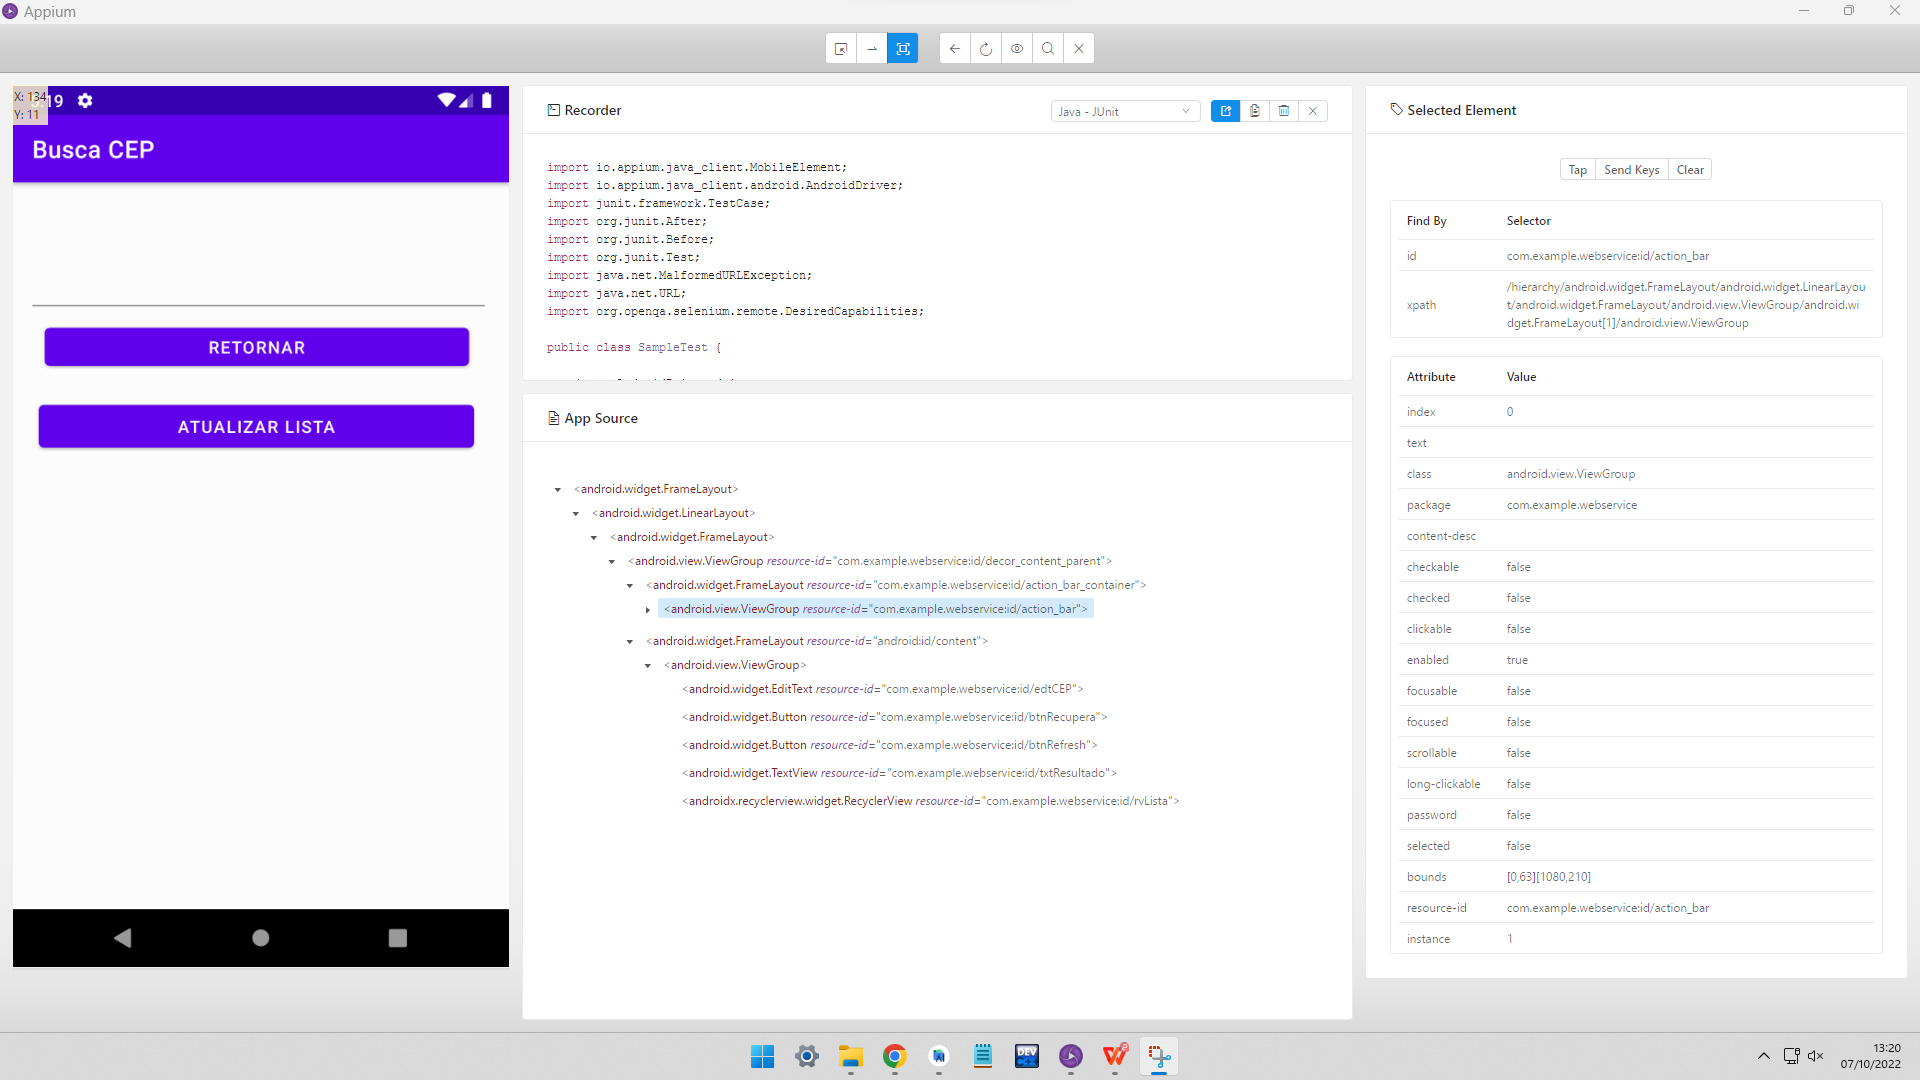 Appium
X: 134
Y: 11
19
Busca CEP
RETORNAR
ATUALIZAR LISTA
Recorder
Java - JUnit
import io.appium.java_client.MobileElement;
import io.appium.java_client.android.AndroidDriver;
import junit.framework.TestCase;
import org.junit.After;
import org.junit.Before;
import org.junit.Test;
import java.net.MalformedURLException;
import java.net.URL;
import org.openqa.selenium.remote.DesiredCapabilities;
public class SampleTest {
App Source
<android.widget.FrameLayout>
<android.widget.LinearLayout>
<android.widget.FrameLayout>
<android.view.ViewGroup resource-id="com.example.webservice:id/decor_content_parent">
<android.widget.FrameLayout resource-id="com.example.webservice:id/action_bar_container">
<android.view.ViewGroup resource-id="com.example.webservice:id/action_bar">
<android.widget.FrameLayout resource-id="android:id/content">
<android.view.ViewGroup>
<android.widget.EditText resource-id="com.example.webservice:id/edtCEP">
<android.widget.Button resource-id="com.example.webservice:id/btnRecupera">
<android.widget.Button resource-id="com.example.webservice:id/btnRefresh">
<android.widget.TextView resource-id="com.example.webservice:id/txtResultado">
<androidx.recyclerview.widget.RecyclerView resource-id="com.example.webservice:id/rvLista">
Selected Element
Tap Send Keys Clear
Find By Selector
id com.example.webservice:id/action_bar
xpath /hierarchy/android.widget.FrameLayout/android.widget.LinearLayou
t/android.widget.FrameLayout/android.view.ViewGroup/android.wi
dget.FrameLayout[1]/android.view.ViewGroup
Attribute Value
index 0
text
class android.view.ViewGroup
package com.example.webservice
content-desc
checkable false
checked false
clickable false
enabled true
focusable false
focused false
scrollable false
long-clickable false
password false
selected false
bounds [0,63][1080,210]
resource-id com.example.webservice:id/action_bar
instance 1
DEV
13:20
07/10/2022